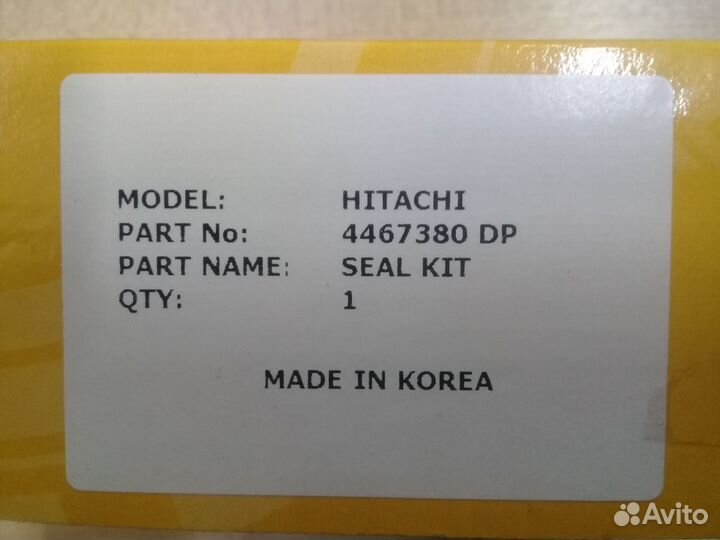 MODEL: HITACHI
PART No: 4467380 DP
PART NAME: SEAL KIT
QTY: 1
MADE IN KOREA
Avito